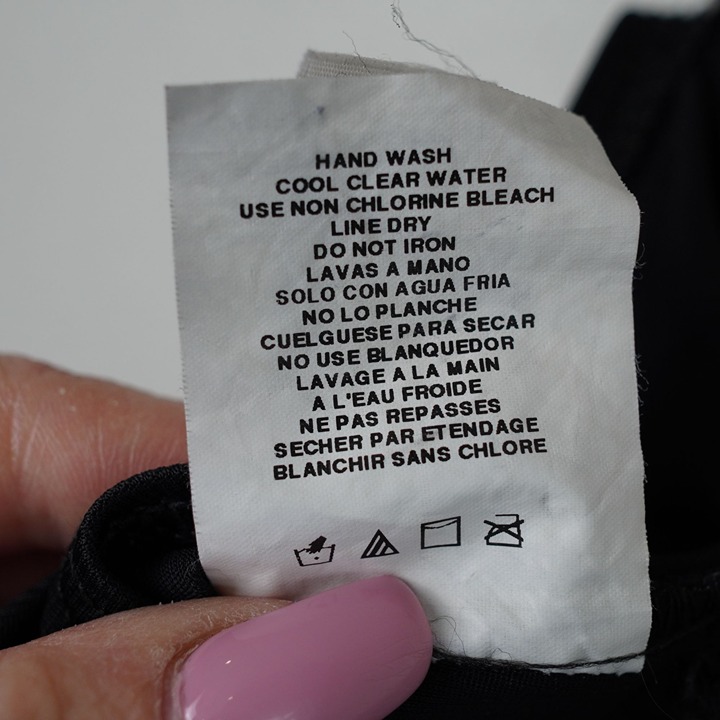 HAND WASH
COOL CLEAR WATER
USE NON CHLORINE BLEACH
LINE DRY
DO NOT IRON
LAVAS A MANO
SOLO CON AGUA FRIA
NO LO PLANCHE
CUELGUESE PARA SECAR
NO USE BLANQUEDOR
LAVAGE A LA MAIN
A L'EAU FROIDE
NE PAS REPASSES
SECHER PAR ETENDAGE
BLANCHIR SANS CHLORE